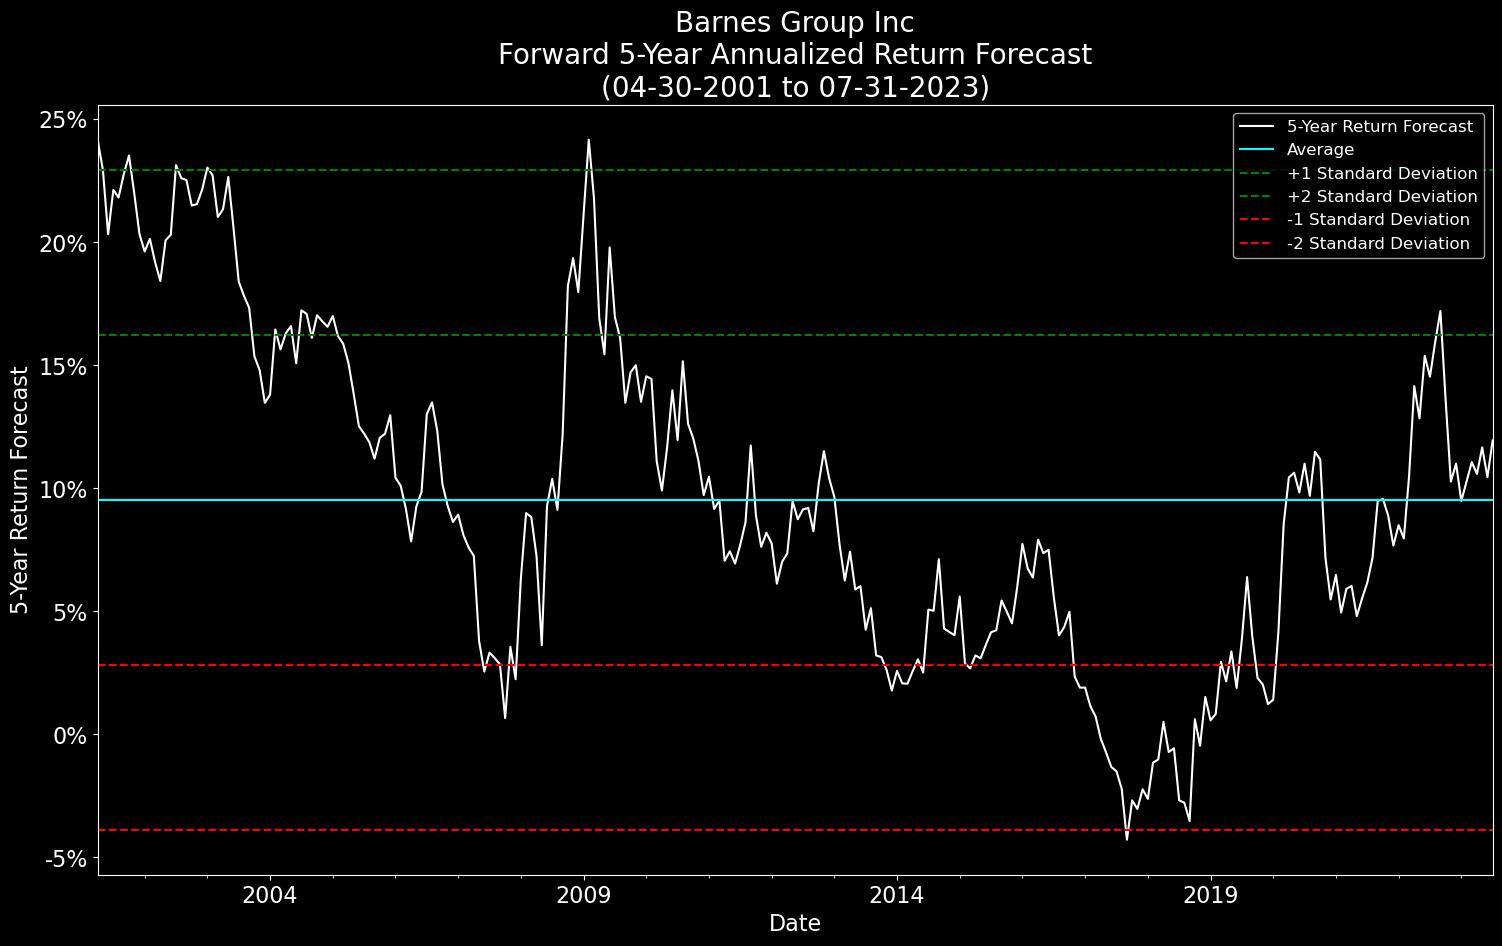 Barnes Group Inc
Forward 5-Year Annualized Return Forecast
(04-30-2001 to 07-31-2023)
5-Year Return Forecast
25%
20%
15%
10%
5%
0%
-5%
5-Year Return Forecast
Average
+1 Standard Deviation
+2 Standard Deviation
-1 Standard Deviation
-2 Standard Deviation
2004
2009
2014
2019
Date